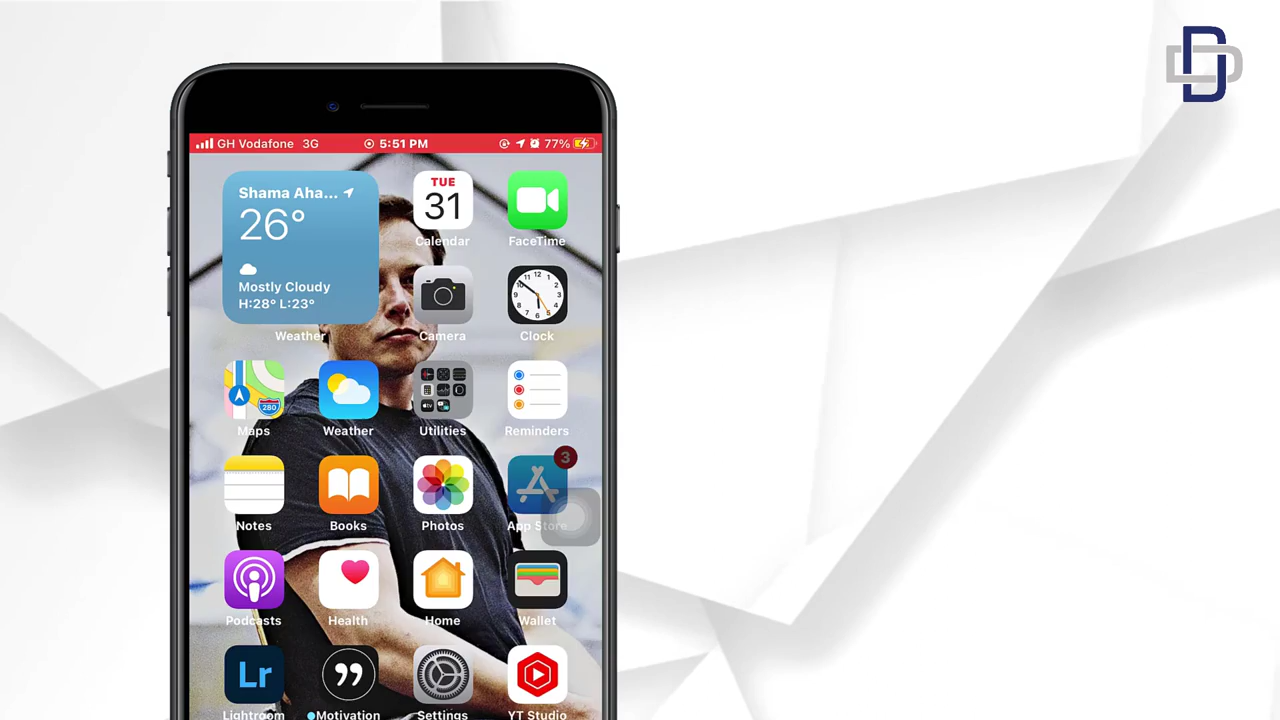 GH Vodafone 3G 5:51 PM 77%
Shama Aha...
26°
Mostly Cloudy
H:28° L:23°
Weather
TUE
31
Calendar
FaceTime
Camera
Clock
Maps
280
Weather
Utilities
Reminders
3
Notes
Books
Photos
App Store
Podcasts
Health
Home
Wallet
Lr
Lightroom
Motivation
Settings
YT Studio